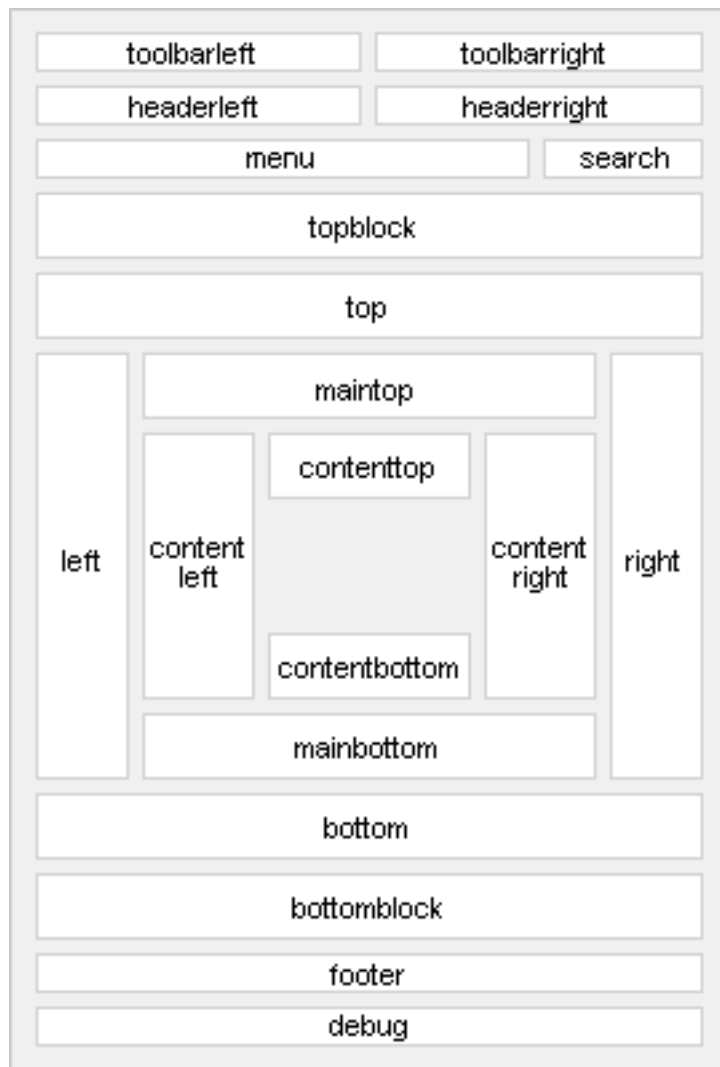 toolbarleft
toolbarright
headerleft
headerright
menu
search
topblock
top
maintop
left
content
left
contenttop
contentbottom
content
right
right
mainbottom
bottom
bottomblock
footer
debug